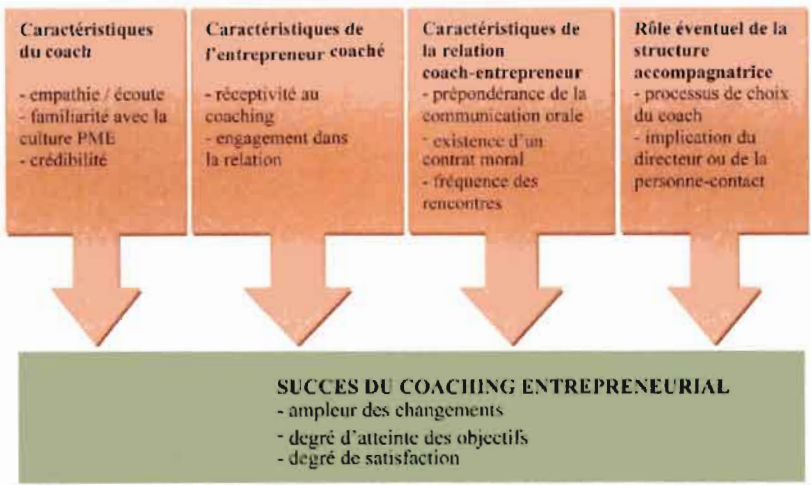 Caractéristiques
du coach
- empathie / écoute
- familiarité avec la
culture PME
- crédibilité
Caractéristiques de
l'entrepreneur coaché
- réceptivité au
coaching
- engagement dans
la relation
Caractéristiques de
la relation
coach-entrepreneur
- prépondérance de la
communication orale
- existence d'un
contrat moral
- fréquence des
rencontres
Rôle éventuel de la
structure
accompagnatrice
- processus de choix
du coach
- implication du
directeur ou de la
personne-contact
SUCCES DU COACHING ENTREPRENEURIAL
- ampleur des changements
- degré d'atteinte des objectifs
- degré de satisfaction